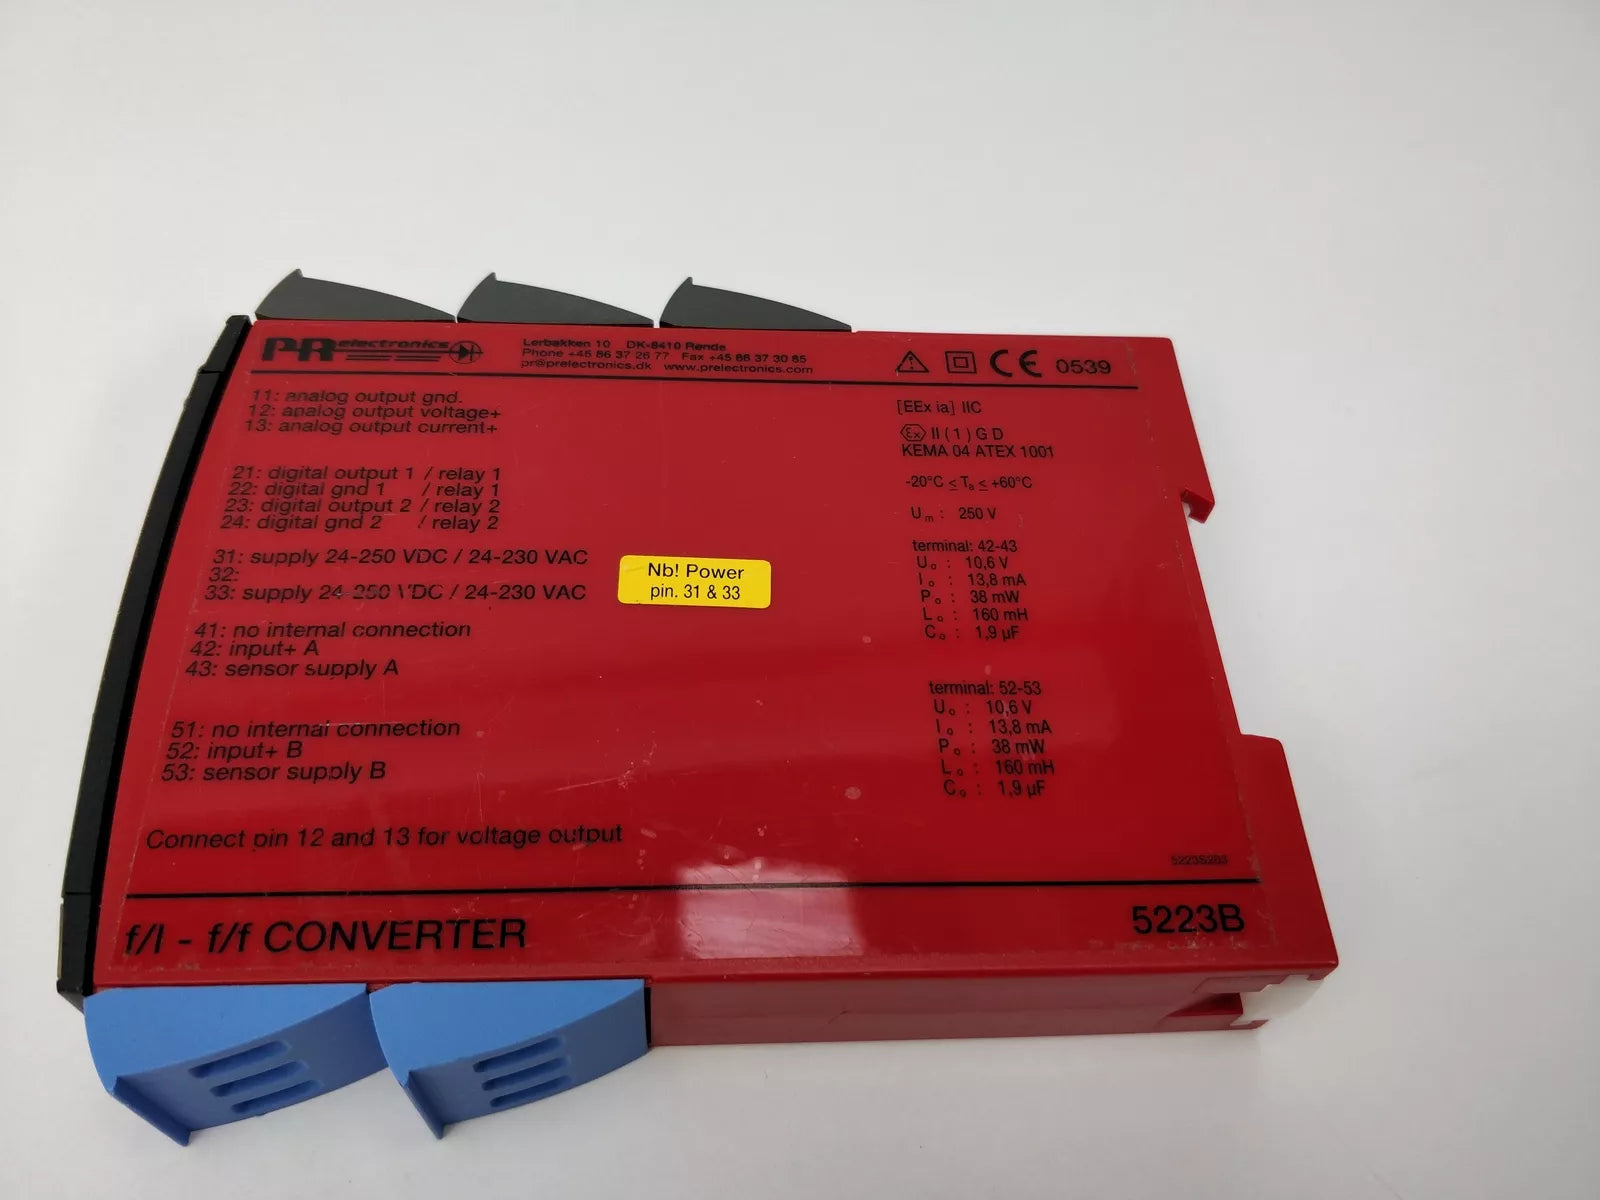 PR electronics
Lerbakken 10 DK-8410 Rønde
Phone +45 86 37 26 77 Fax +45 86 37 30 85
pr@prelectronics.dk www.prelectronics.com
CE 0539
11: analog output gnd.
12: analog output voltage+
13: analog output current+
21: digital output 1 / relay 1
22: digital gnd 1 / relay 1
23: digital output 2 / relay 2
24: digital gnd 2 / relay 2
31: supply 24-250 VDC / 24-230 VAC
32:
33: supply 24-250 VDC / 24-230 VAC
41: no internal connection
42: input+ A
43: sensor supply A
51: no internal connection
52: input+ B
53: sensor supply B
Connect pin 12 and 13 for voltage output
Nb! Power
pin. 31 & 33
[EEx ia] IIC
Ex II ( 1 ) G D
KEMA 04 ATEX 1001
-20°C ≤ Ta ≤ +60°C
Um : 250 V
terminal: 42-43
Uo : 10,6 V
Io : 13,8 mA
Po : 38 mW
Lo : 160 mH
Co : 1,9 µF
terminal: 52-53
Uo : 10,6 V
Io : 13,8 mA
Po : 38 mW
Lo : 160 mH
Co : 1,9 µF
5223S203
f/I - f/f CONVERTER
5223B